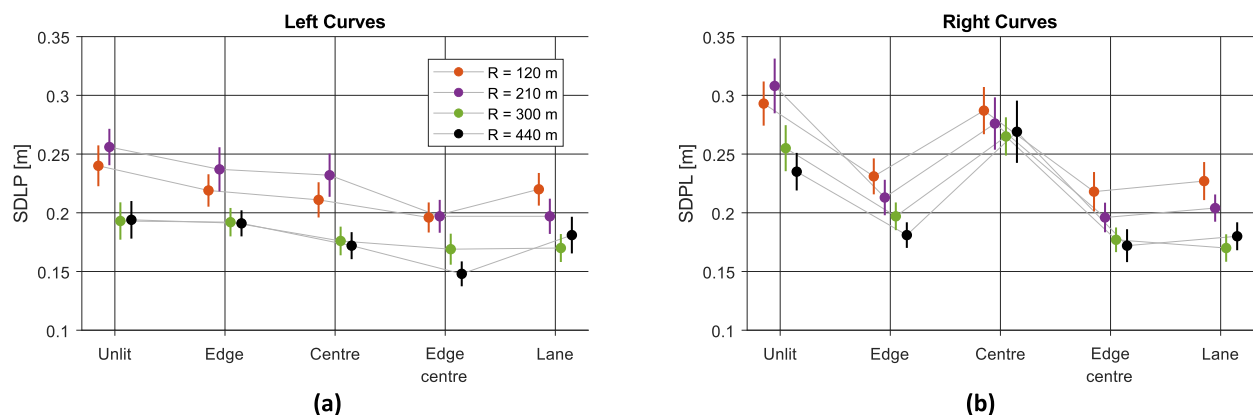 Left Curves
0.35
0.3
0.25
0.2
0.15
0.1
SDLP [m]
R = 120 m
R = 210 m
R = 300 m
R = 440 m
Unlit
Edge
Centre
Edge
centre
Lane
(a)
Right Curves
0.35
0.3
0.25
0.2
0.15
0.1
SDPL [m]
Unlit
Edge
Centre
Edge
centre
Lane
(b)